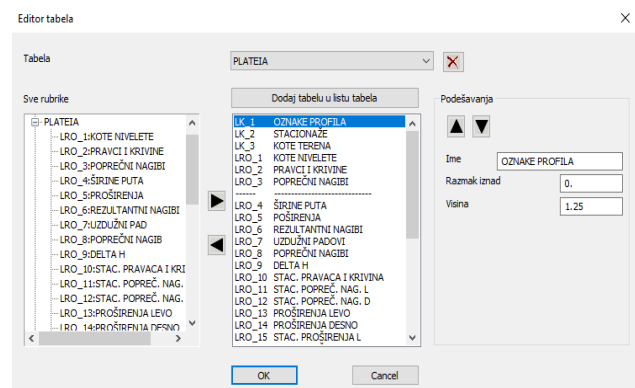 Editor tabela
Tabela
PLATEIA
Sve rubrike
Dodaj tabelu u listu tabela
Podešavanja
PLATEIA
LRO_1:KOTE NIVELETE
LRO_2:PRAVCI I KRIVINE
LRO_3:POPREČNI NAGIBI
LRO_4:ŠIRINE PUTA
LRO_5:PROŠIRENJA
LRO_6:REZULTANTNI NAGIBI
LRO_7:UZDUŽNI PAD
LRO_8:POPREČNI NAGIB
LRO_9:DELTA H
LRO_10:STAC. PRAVACA I KRI
LRO_11:STAC. POPREČ. NAG.
LRO_12:STAC. POPREČ. NAG.
LRO_13:PROŠIRENJA LEVO
LRO_14:PROŠIRENJA DESNO
LK_1 OZNAKE PROFILA
LK_2 STACIONAŽE
LK_3 KOTE TERENA
LRO_1 KOTE NIVELETE
LRO_2 PRAVCI I KRIVINE
LRO_3 POPREČNI NAGIBI
------ ----------------------------
LRO_4 ŠIRINE PUTA
LRO_5 POŠIRENJA
LRO_6 REZULTANTNI NAGIBI
LRO_7 UZDUŽNI PADOVI
LRO_8 POPREČNI NAGIBI
LRO_9 DELTA H
LRO_10 STAC. PRAVACA I KRIVINA
LRO_11 STAC. POPREČ. NAG. L
LRO_12 STAC. POPREČ. NAG. D
LRO_13 PROŠIRENJA LEVO
LRO_14 PROŠIRENJA DESNO
LRO_15 STAC. PROŠIRENJA L
Ime OZNAKE PROFILA
Razmak iznad 0.
Visina 1.25
OK
Cancel